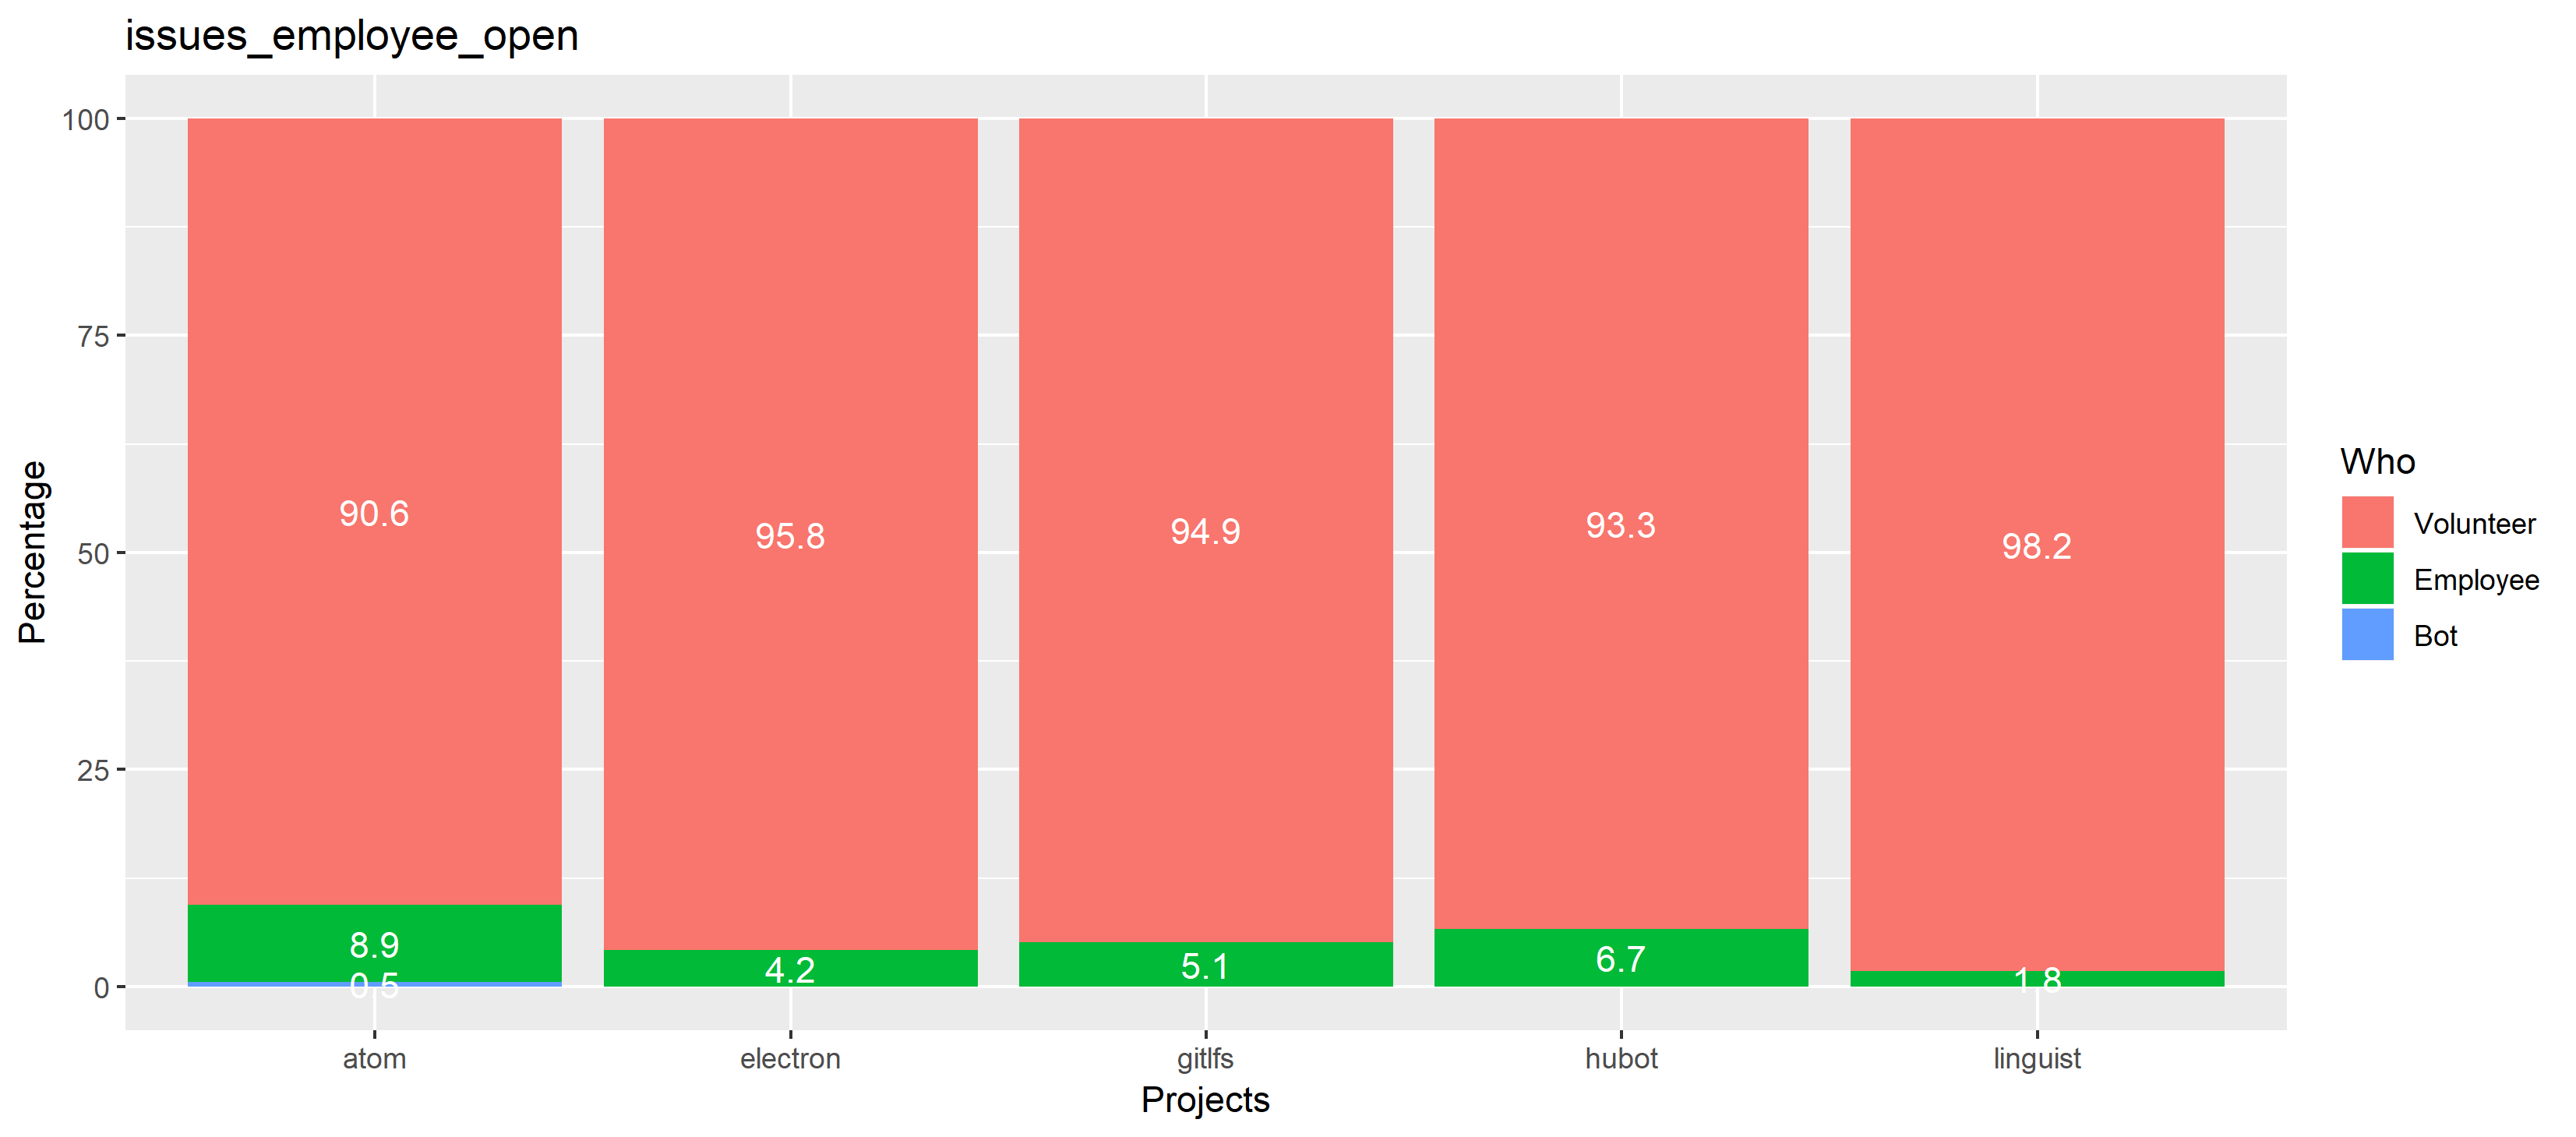 issues_employee_open
Percentage
100
75
50
25
0
90.6
95.8
94.9
93.3
98.2
8.9
4.2
5.1
6.7
1.8
0.5
atom
electron
gitlfs
hubot
linguist
Projects
Who
Volunteer
Employee
Bot